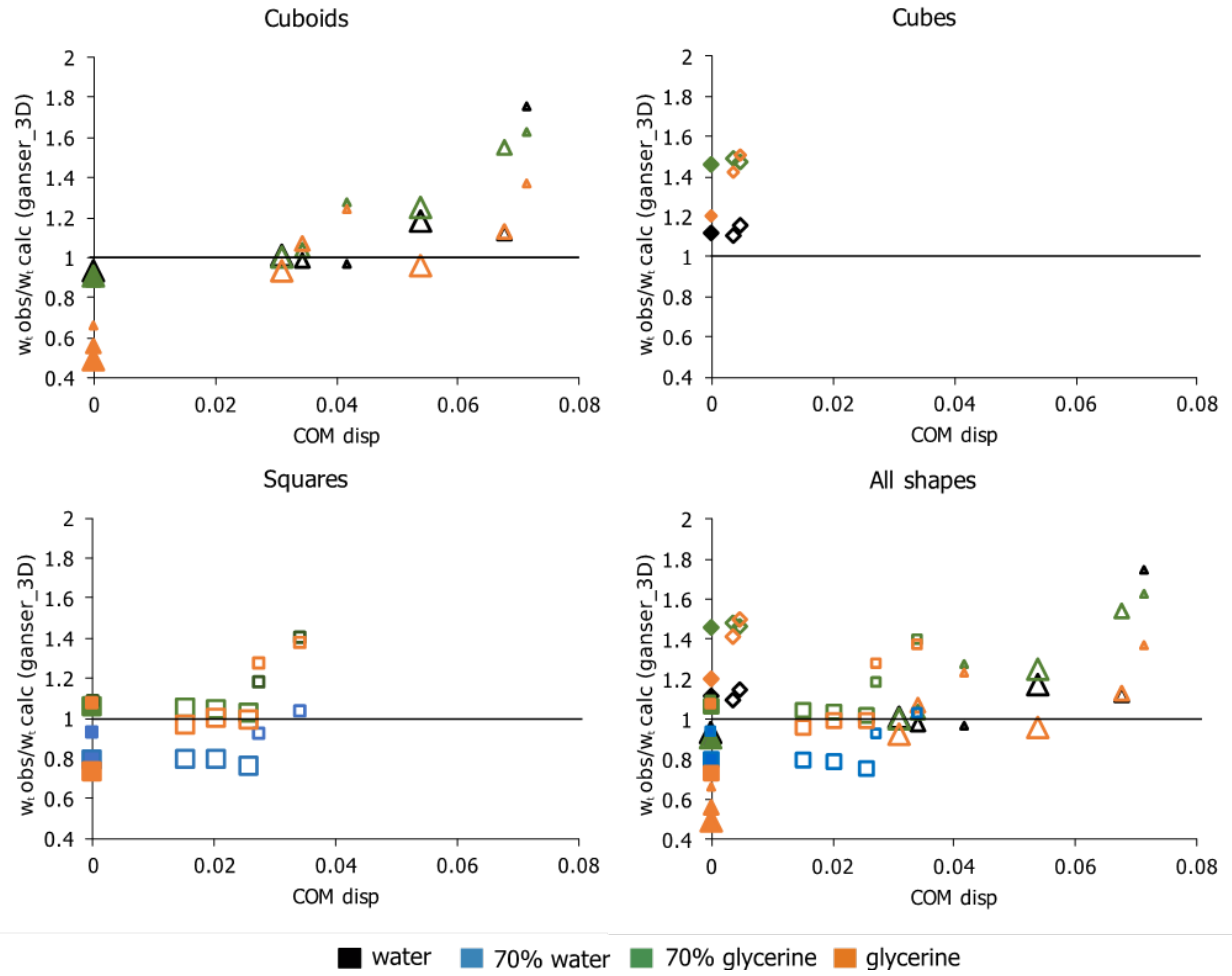 Cuboids
2
1.8
1.6
1.4
1.2
1
0.8
0.6
0.4
wₜ obs/wₜ calc (ganser_3D)
0 0.02 0.04 0.06 0.08
COM disp
Cubes
2
1.8
1.6
1.4
1.2
1
0.8
0.6
0.4
wₜ obs/wₜ calc (ganser_3D)
0 0.02 0.04 0.06 0.08
COM disp
Squares
2
1.8
1.6
1.4
1.2
1
0.8
0.6
0.4
wₜ obs/wₜ calc (ganser_3D)
0 0.02 0.04 0.06 0.08
COM disp
All shapes
2
1.8
1.6
1.4
1.2
1
0.8
0.6
0.4
wₜ obs/wₜ calc (ganser_3D)
0 0.02 0.04 0.06 0.08
COM disp
water 70% water 70% glycerine glycerine